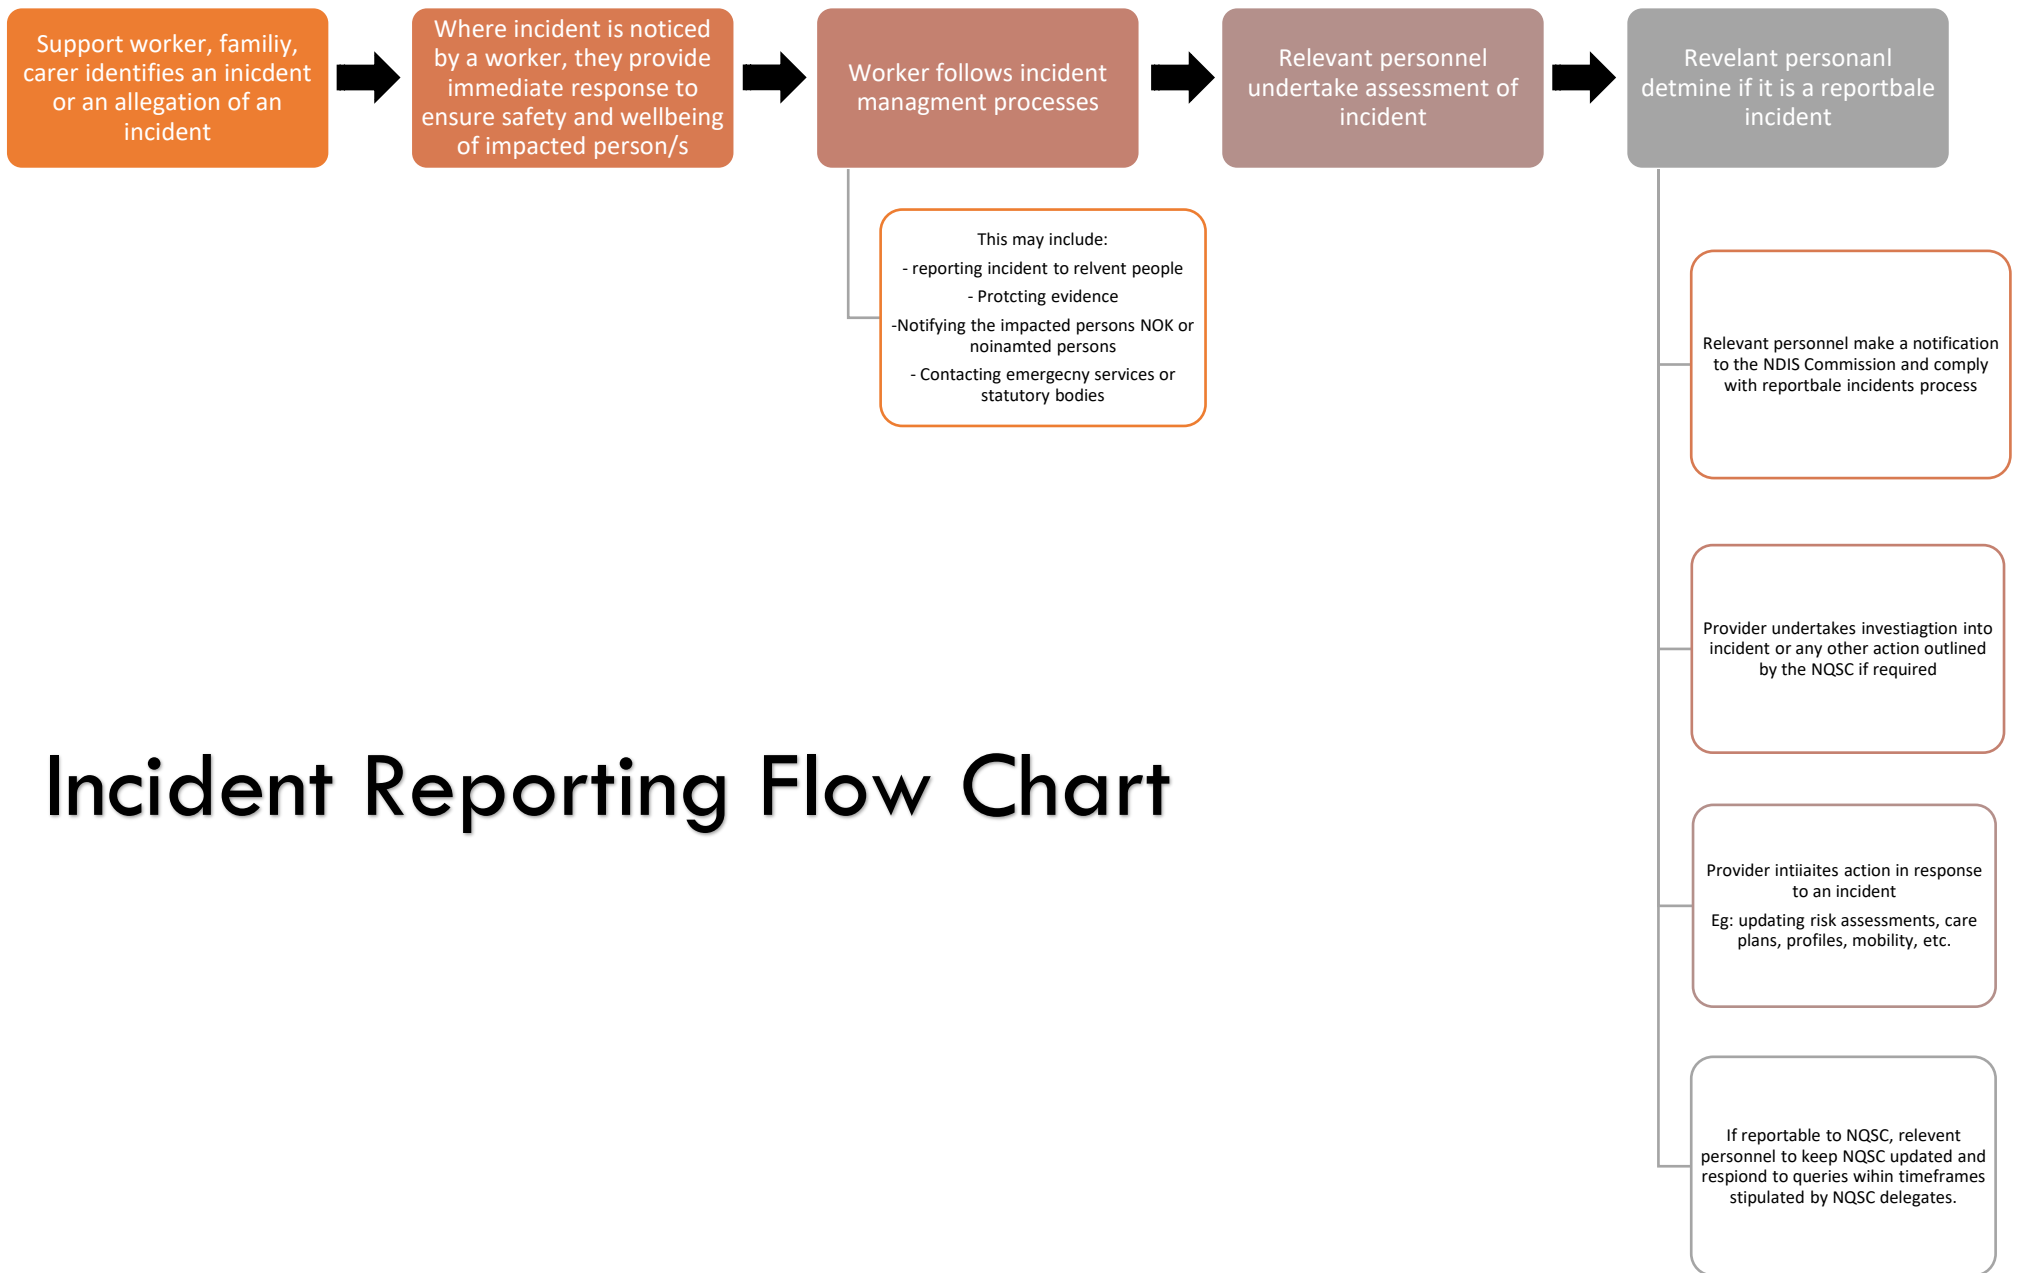 Support worker, familiy,
carer identifies an inicdent
or an allegation of an
incident
Where incident is noticed
by a worker, they provide
immediate response to
ensure safety and wellbeing
of impacted person/s
Worker follows incident
managment processes
Relevant personnel
undertake assessment of
incident
Revelant personanl
detmine if it is a reportbale
incident
This may include:
- reporting incident to relvent people
- Protcting evidence
-Notifying the impacted persons NOK or
noinamted persons
- Contacting emergecny services or
statutory bodies
Relevant personnel make a notification
to the NDIS Commission and comply
with reportbale incidents process
Provider undertakes investiagtion into
incident or any other action outlined
by the NQSC if required
Incident Reporting Flow Chart
Provider intiiaites action in response
to an incident
Eg: updating risk assessments, care
plans, profiles, mobility, etc.
If reportable to NQSC, relevent
personnel to keep NQSC updated and
respond to queries wihin timeframes
stipulated by NQSC delegates.